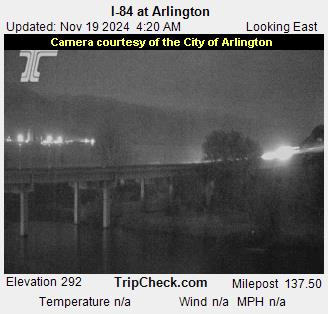 I-84 at Arlington
Updated: Nov 19 2024 4:20 AM Looking East
Camera courtesy of the City of Arlington
Elevation 292 TripCheck.com Milepost 137.50
Temperature n/a Wind n/a MPH n/a